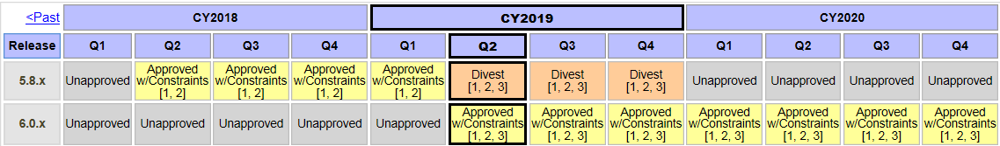 <Past CY2018 CY2019 CY2020
Release Q1 Q2 Q3 Q4 Q1 Q2 Q3 Q4 Q1 Q2 Q3 Q4
5.8.x Unapproved Approved w/Constraints [1, 2] Approved w/Constraints [1, 2] Approved w/Constraints [1, 2] Approved w/Constraints [1, 2] Divest [1, 2, 3] Divest [1, 2, 3] Divest [1, 2, 3] Unapproved Unapproved Unapproved Unapproved
6.0.x Unapproved Unapproved Unapproved Unapproved Unapproved Approved w/Constraints [1, 2, 3] Approved w/Constraints [1, 2, 3] Approved w/Constraints [1, 2, 3] Approved w/Constraints [1, 2, 3] Approved w/Constraints [1, 2, 3] Approved w/Constraints [1, 2, 3] Approved w/Constraints [1, 2, 3]